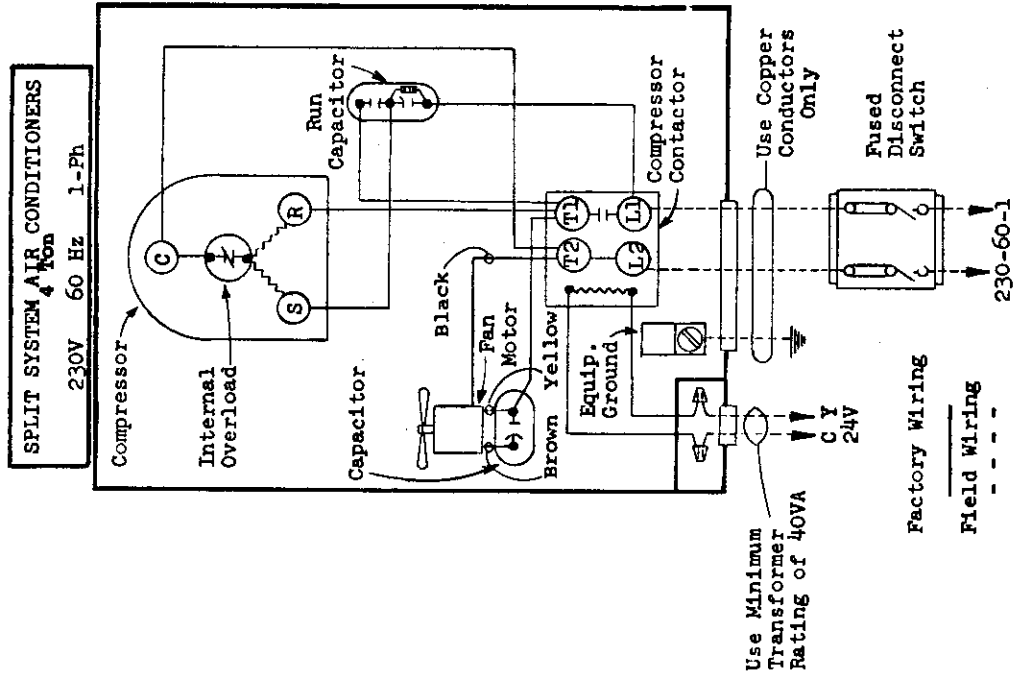 SPLIT SYSTEM AIR CONDITIONERS
4 Ton
230V 60 Hz 1-Ph
Compressor
C
Internal
Overload
S
R
Run
Capacitor
Black
Capacitor
Fan
Motor
Brown
Yellow
Compressor
Contactor
T2
T1
L2
L1
Equip.
Ground
Use Copper
Conductors
Only
C Y
24V
Use Minimum
Transformer
Rating of 40VA
Fused
Disconnect
Switch
230-60-1
Factory Wiring
Field Wiring